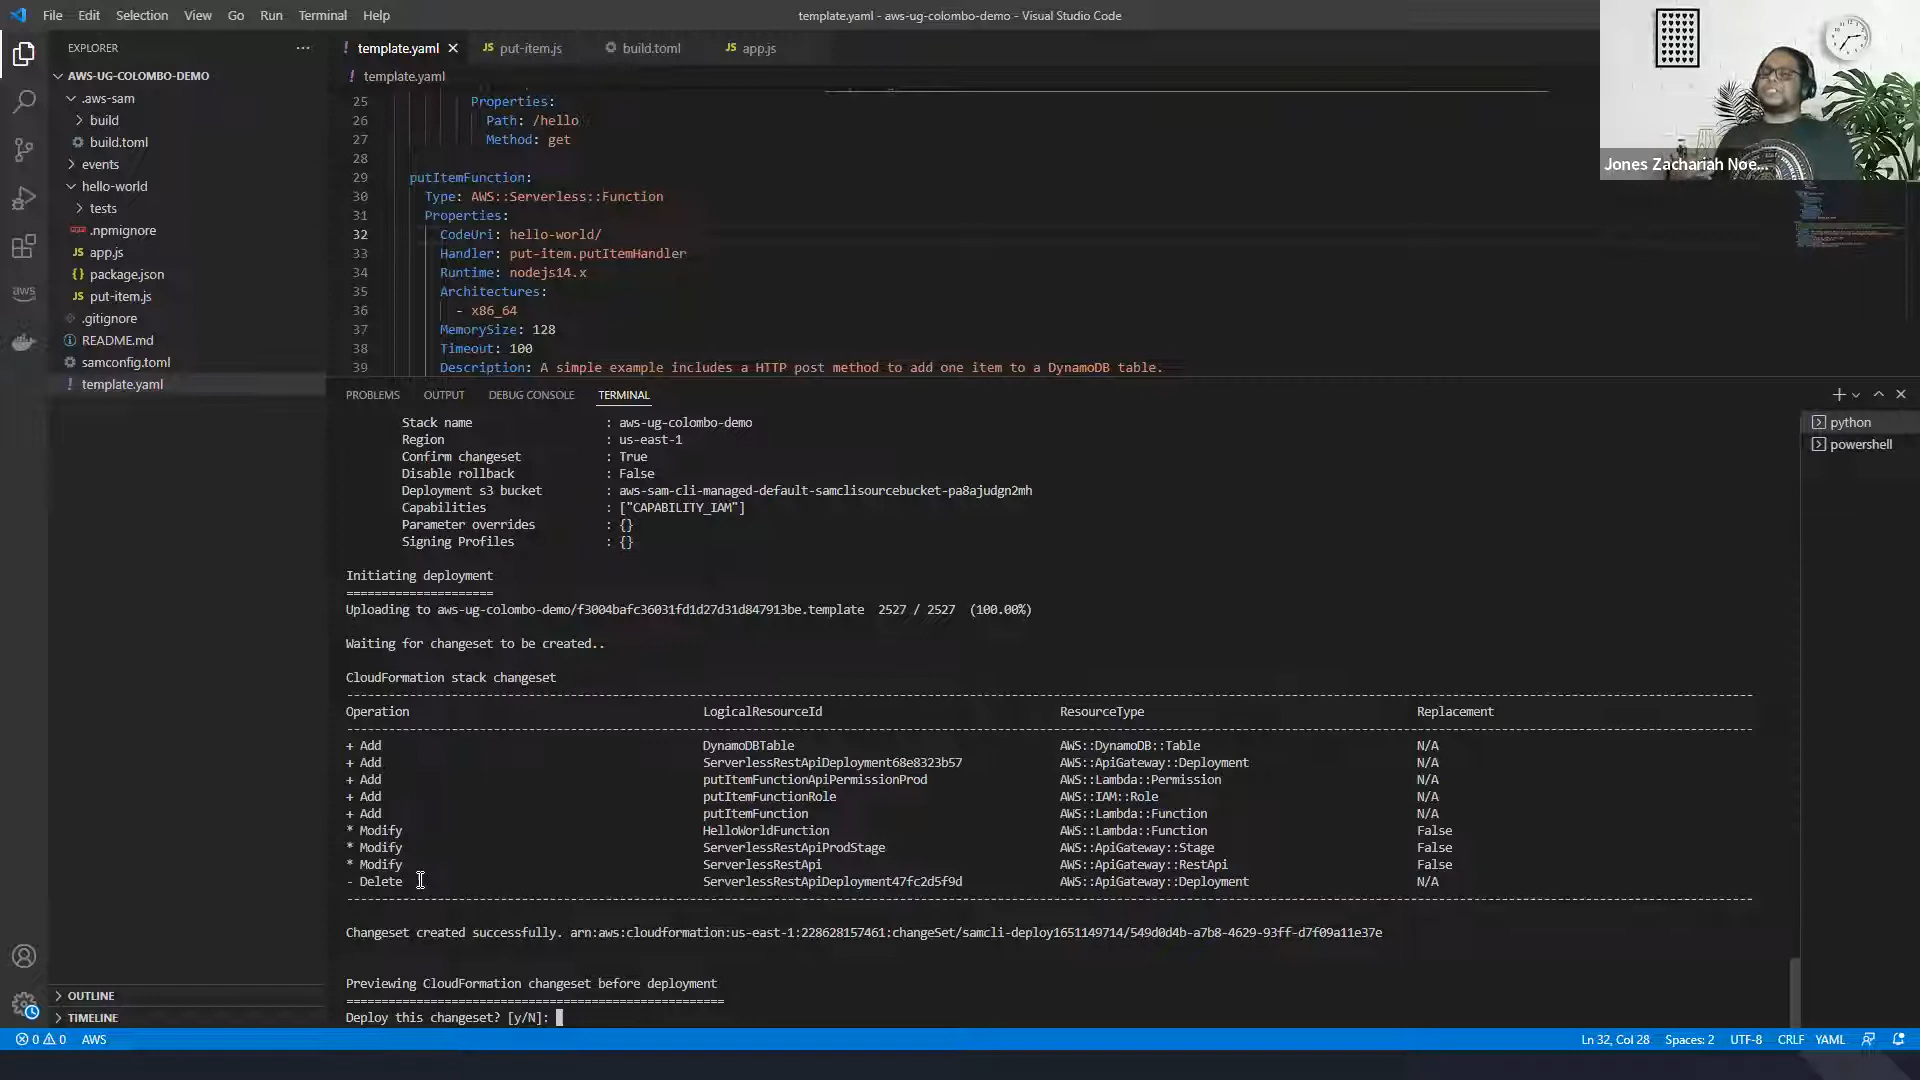 File Edit Selection View Go Run Terminal Help
template.yaml - aws-ug-colombo-demo - Visual Studio Code
EXPLORER
AWS-UG-COLOMBO-DEMO
.aws-sam
build
build.toml
events
hello-world
tests
.npmignore
app.js
package.json
put-item.js
.gitignore
README.md
samconfig.toml
template.yaml
OUTLINE
TIMELINE
template.yaml put-item.js build.toml app.js
template.yaml
25 Properties:
26 Path: /hello
27 Method: get
28
29 putItemFunction:
30 Type: AWS::Serverless::Function
31 Properties:
32 CodeUri: hello-world/
33 Handler: put-item.putItemHandler
34 Runtime: nodejs14.x
35 Architectures:
36 - x86_64
37 MemorySize: 128
38 Timeout: 100
39 Description: A simple example includes a HTTP post method to add one item to a DynamoDB table.
Jones Zachariah Noe...
PROBLEMS OUTPUT DEBUG CONSOLE TERMINAL
python
powershell
Stack name : aws-ug-colombo-demo
Region : us-east-1
Confirm changeset : True
Disable rollback : False
Deployment s3 bucket : aws-sam-cli-managed-default-samclisourcebucket-pa8ajudgn2mh
Capabilities : ["CAPABILITY_IAM"]
Parameter overrides : {}
Signing Profiles : {}
Initiating deployment
=====================
Uploading to aws-ug-colombo-demo/f3004bafc36031fd1d27d31d847913be.template 2527 / 2527 (100.00%)
Waiting for changeset to be created..
CloudFormation stack changeset
Operation LogicalResourceId ResourceType Replacement
+ Add DynamoDBTable AWS::DynamoDB::Table N/A
+ Add ServerlessRestApiDeployment68e8323b57 AWS::ApiGateway::Deployment N/A
+ Add putItemFunctionApiPermissionProd AWS::Lambda::Permission N/A
+ Add putItemFunctionRole AWS::IAM::Role N/A
+ Add putItemFunction AWS::Lambda::Function N/A
* Modify HelloWorldFunction AWS::Lambda::Function False
* Modify ServerlessRestApiProdStage AWS::ApiGateway::Stage False
* Modify ServerlessRestApi AWS::ApiGateway::RestApi False
- Delete ServerlessRestApiDeployment47fc2d5f9d AWS::ApiGateway::Deployment N/A
Changeset created successfully. arn:aws:cloudformation:us-east-1:228628157461:changeSet/samcli-deploy1651149714/549d0d4b-a7b8-4629-93ff-d7f09a11e37e
Previewing CloudFormation changeset before deployment
======================================================
Deploy this changeset? [y/N]:
0 0 AWS
Ln 32, Col 28 Spaces: 2 UTF-8 CRLF YAML